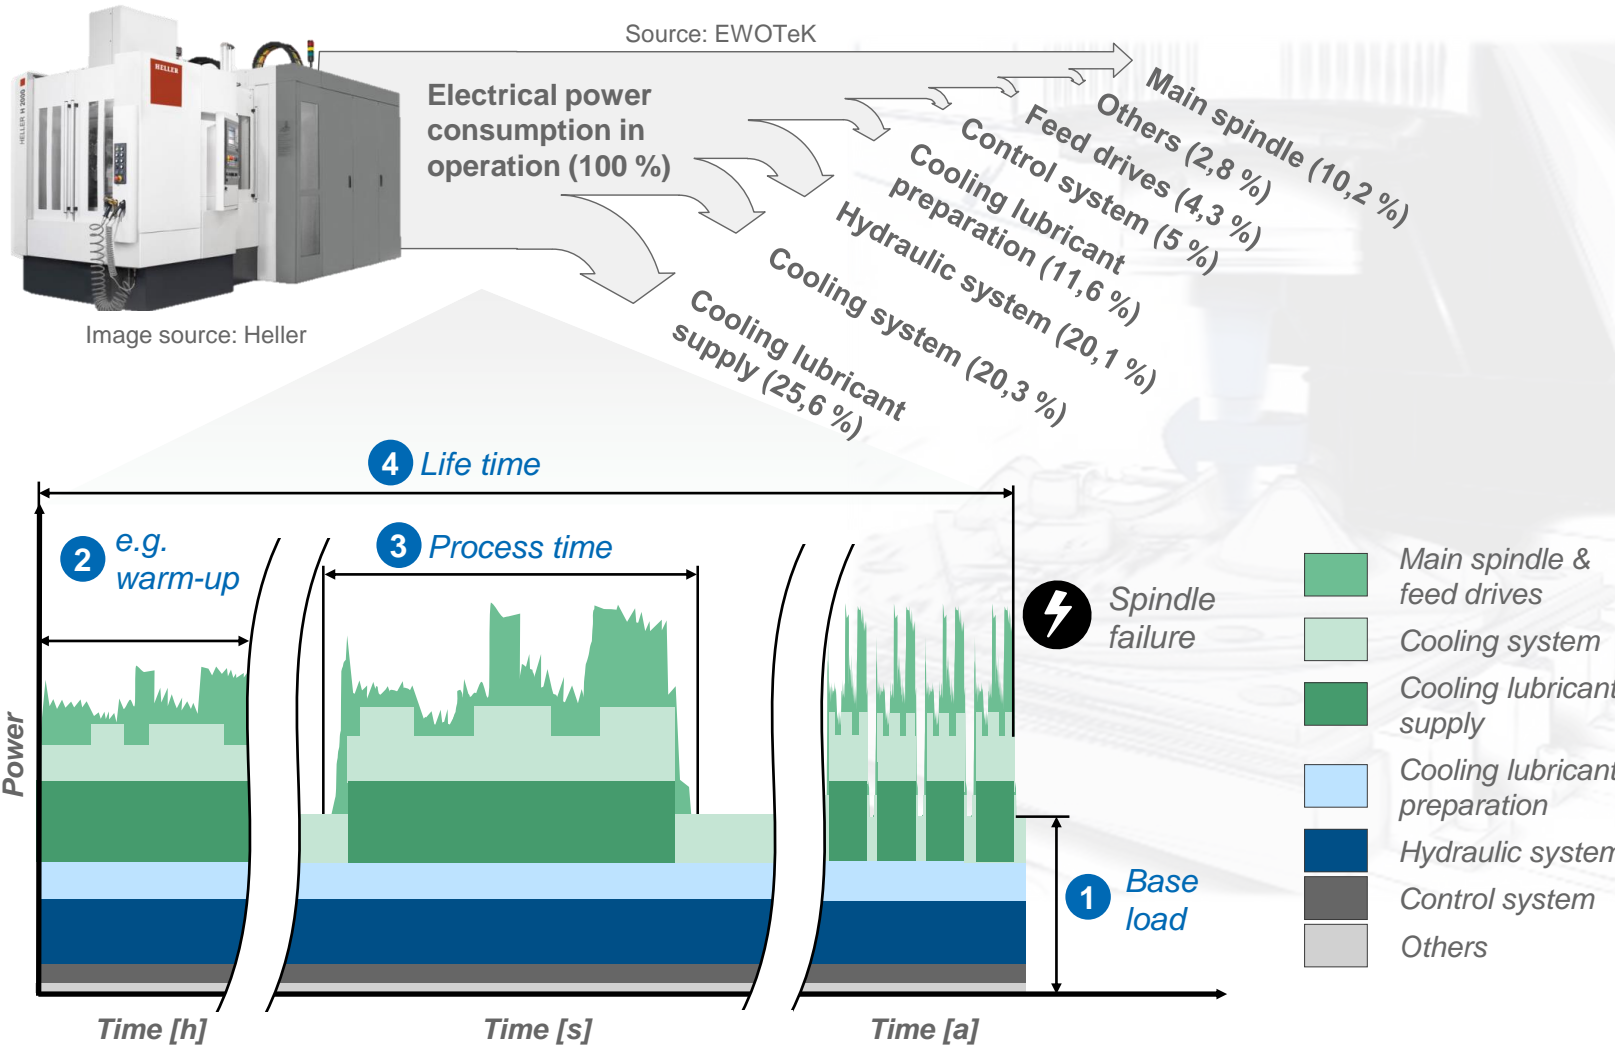 Source: EWOTeK
HELLER
HELLER H 2000
Electrical power
consumption in
operation (100 %)
Main spindle (10,2 %)
Others (2,8 %)
Feed drives (4,3 %)
Control system (5 %)
Cooling lubricant
preparation (11,6 %)
Hydraulic system (20,1 %)
Cooling system (20,3 %)
Cooling lubricant
supply (25,6 %)
Image source: Heller
4 Life time
2 e.g.
warm-up
3 Process time
Spindle
failure
1 Base
load
Power
Time [h]
Time [s]
Time [a]
Main spindle &
feed drives
Cooling system
Cooling lubricant
supply
Cooling lubricant
preparation
Hydraulic system
Control system
Others